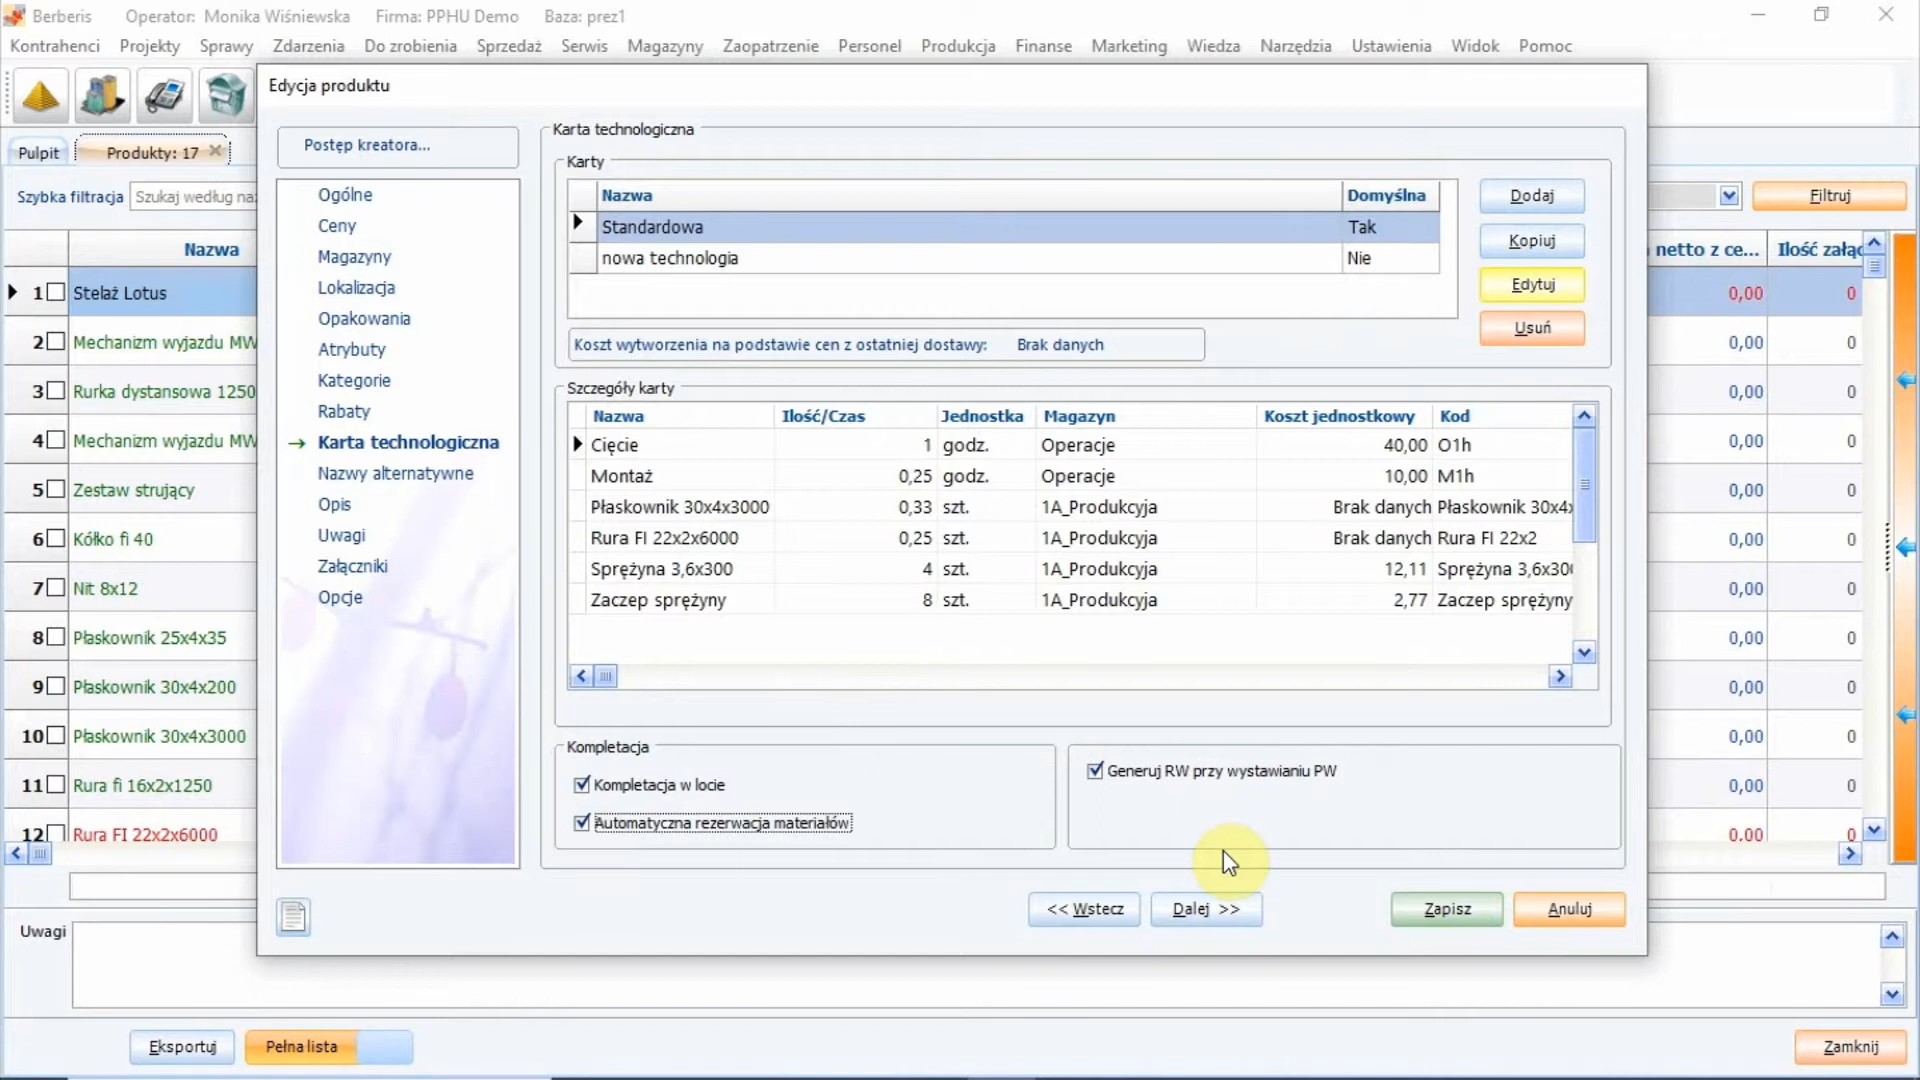 Berberis Operator: Monika Wiśniewska Firma: PPHU Demo Baza: prez1
Kontrahenci Projekty Sprawy Zdarzenia Do zrobienia Sprzedaż Serwis Magazyny Zaopatrzenie Personel Produkcja Finanse Marketing Wiedza Narzędzia Ustawienia Widok Pomoc
Edycja produktu
Pulpit Produkty: 17
Szybka filtracja Szukaj według na
Filtruj
Nazwa
netto z ce... Ilość załąc
1 Stelaż Lotus 0,00 0
2 Mechanizm wyjazdu MW 0,00 0
3 Rurka dystansowa 1250 0,00 0
4 Mechanizm wyjazdu MW 0,00 0
5 Zestaw strujący 0,00 0
6 Kółko fi 40 0,00 0
7 Nit 8x12 0,00 0
8 Płaskownik 25x4x35 0,00 0
9 Płaskownik 30x4x200 0,00 0
10 Płaskownik 30x4x3000 0,00 0
11 Rura fi 16x2x1250 0,00 0
12 Rura FI 22x2x6000 0.00 0
Postęp kreatora...
Ogólne
Ceny
Magazyny
Lokalizacja
Opakowania
Atrybuty
Kategorie
Rabaty
Karta technologiczna
Nazwy alternatywne
Opis
Uwagi
Załączniki
Opcje
Karta technologiczna
Karty
Nazwa Domyślna
Standardowa Tak
nowa technologia Nie
Dodaj
Kopiuj
Edytuj
Usuń
Koszt wytworzenia na podstawie cen z ostatniej dostawy: Brak danych
Szczegóły karty
Nazwa Ilość/Czas Jednostka Magazyn Koszt jednostkowy Kod
Cięcie 1 godz. Operacje 40,00 O1h
Montaż 0,25 godz. Operacje 10,00 M1h
Płaskownik 30x4x3000 0,33 szt. 1A_Produkcyja Brak danych Płaskownik 30x4x
Rura FI 22x2x6000 0,25 szt. 1A_Produkcyja Brak danych Rura FI 22x2
Sprężyna 3,6x300 4 szt. 1A_Produkcyja 12,11 Sprężyna 3,6x300
Zaczep sprężyny 8 szt. 1A_Produkcyja 2,77 Zaczep sprężyny
Kompletacja
Kompletacja w locie
Automatyczna rezerwacja materiałów
Generuj RW przy wystawianiu PW
<< Wstecz Dalej >> Zapisz Anuluj
Uwagi
Eksportuj Pełna lista Zamknij